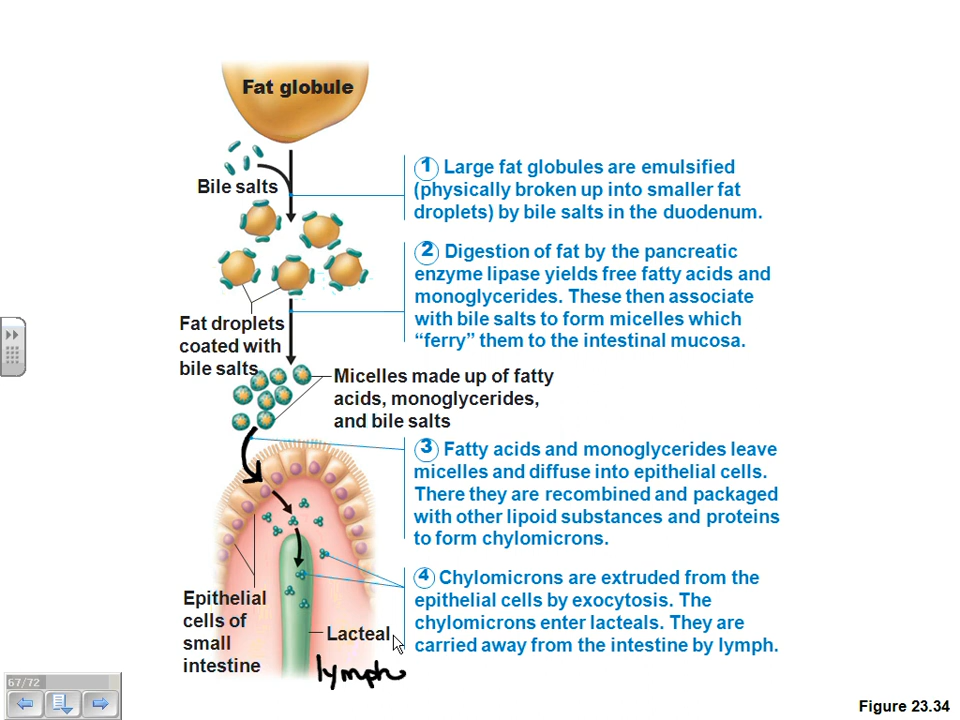 Fat globule
Bile salts
1 Large fat globules are emulsified
(physically broken up into smaller fat
droplets) by bile salts in the duodenum.
2 Digestion of fat by the pancreatic
enzyme lipase yields free fatty acids and
monoglycerides. These then associate
with bile salts to form micelles which
“ferry” them to the intestinal mucosa.
Fat droplets
coated with
bile salts
Micelles made up of fatty
acids, monoglycerides,
and bile salts
3 Fatty acids and monoglycerides leave
micelles and diffuse into epithelial cells.
There they are recombined and packaged
with other lipoid substances and proteins
to form chylomicrons.
4 Chylomicrons are extruded from the
epithelial cells by exocytosis. The
chylomicrons enter lacteals. They are
carried away from the intestine by lymph.
Epithelial
cells of
small
intestine
Lacteal
lymph
67/72
Figure 23.34